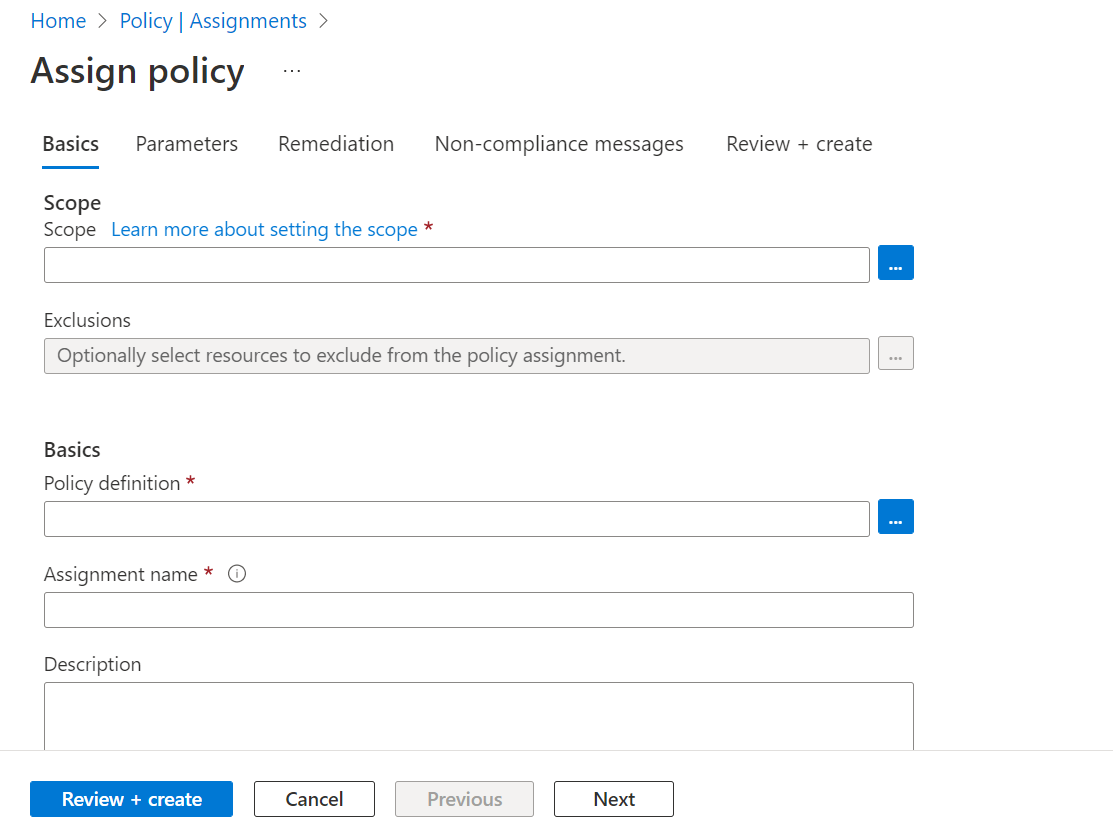 Home > Policy | Assignments >
Assign policy ...
Basics Parameters Remediation Non-compliance messages Review + create
Scope
Scope Learn more about setting the scope *
...
Exclusions
Optionally select resources to exclude from the policy assignment. ...
Basics
Policy definition *
...
Assignment name *
Description
Review + create Cancel Previous Next